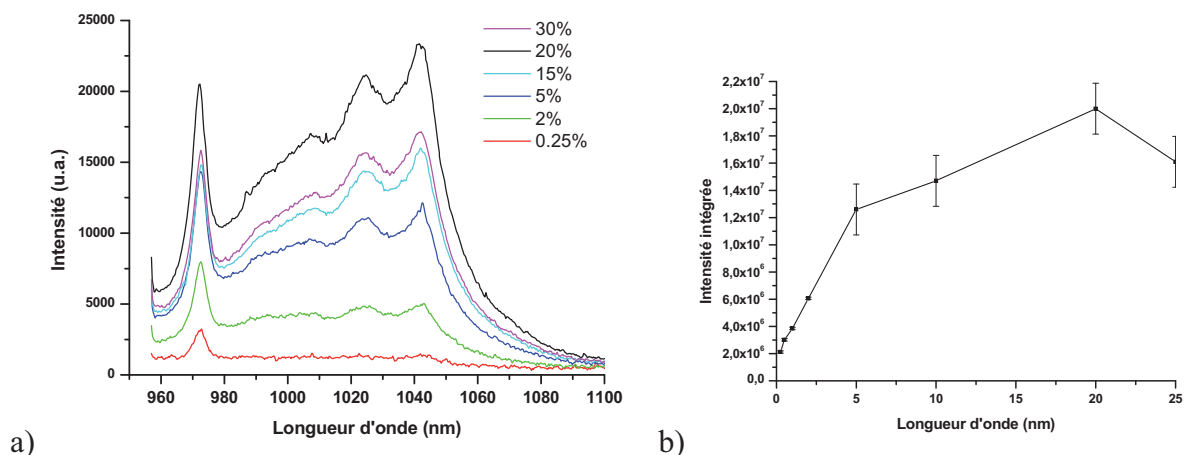 25000
20000
15000
10000
5000
0
Intensité (u.a.)
30%
20%
15%
5%
2%
0.25%
960 980 1000 1020 1040 1060 1080 1100
Longueur d'onde (nm)
a)
2,2x10⁷
2,0x10⁷
1,8x10⁷
1,6x10⁷
1,4x10⁷
1,2x10⁷
1,0x10⁷
8,0x10⁶
6,0x10⁶
4,0x10⁶
2,0x10⁶
0,0
Intensité intégrée
0 5 10 15 20 25
Longueur d'onde (nm)
b)